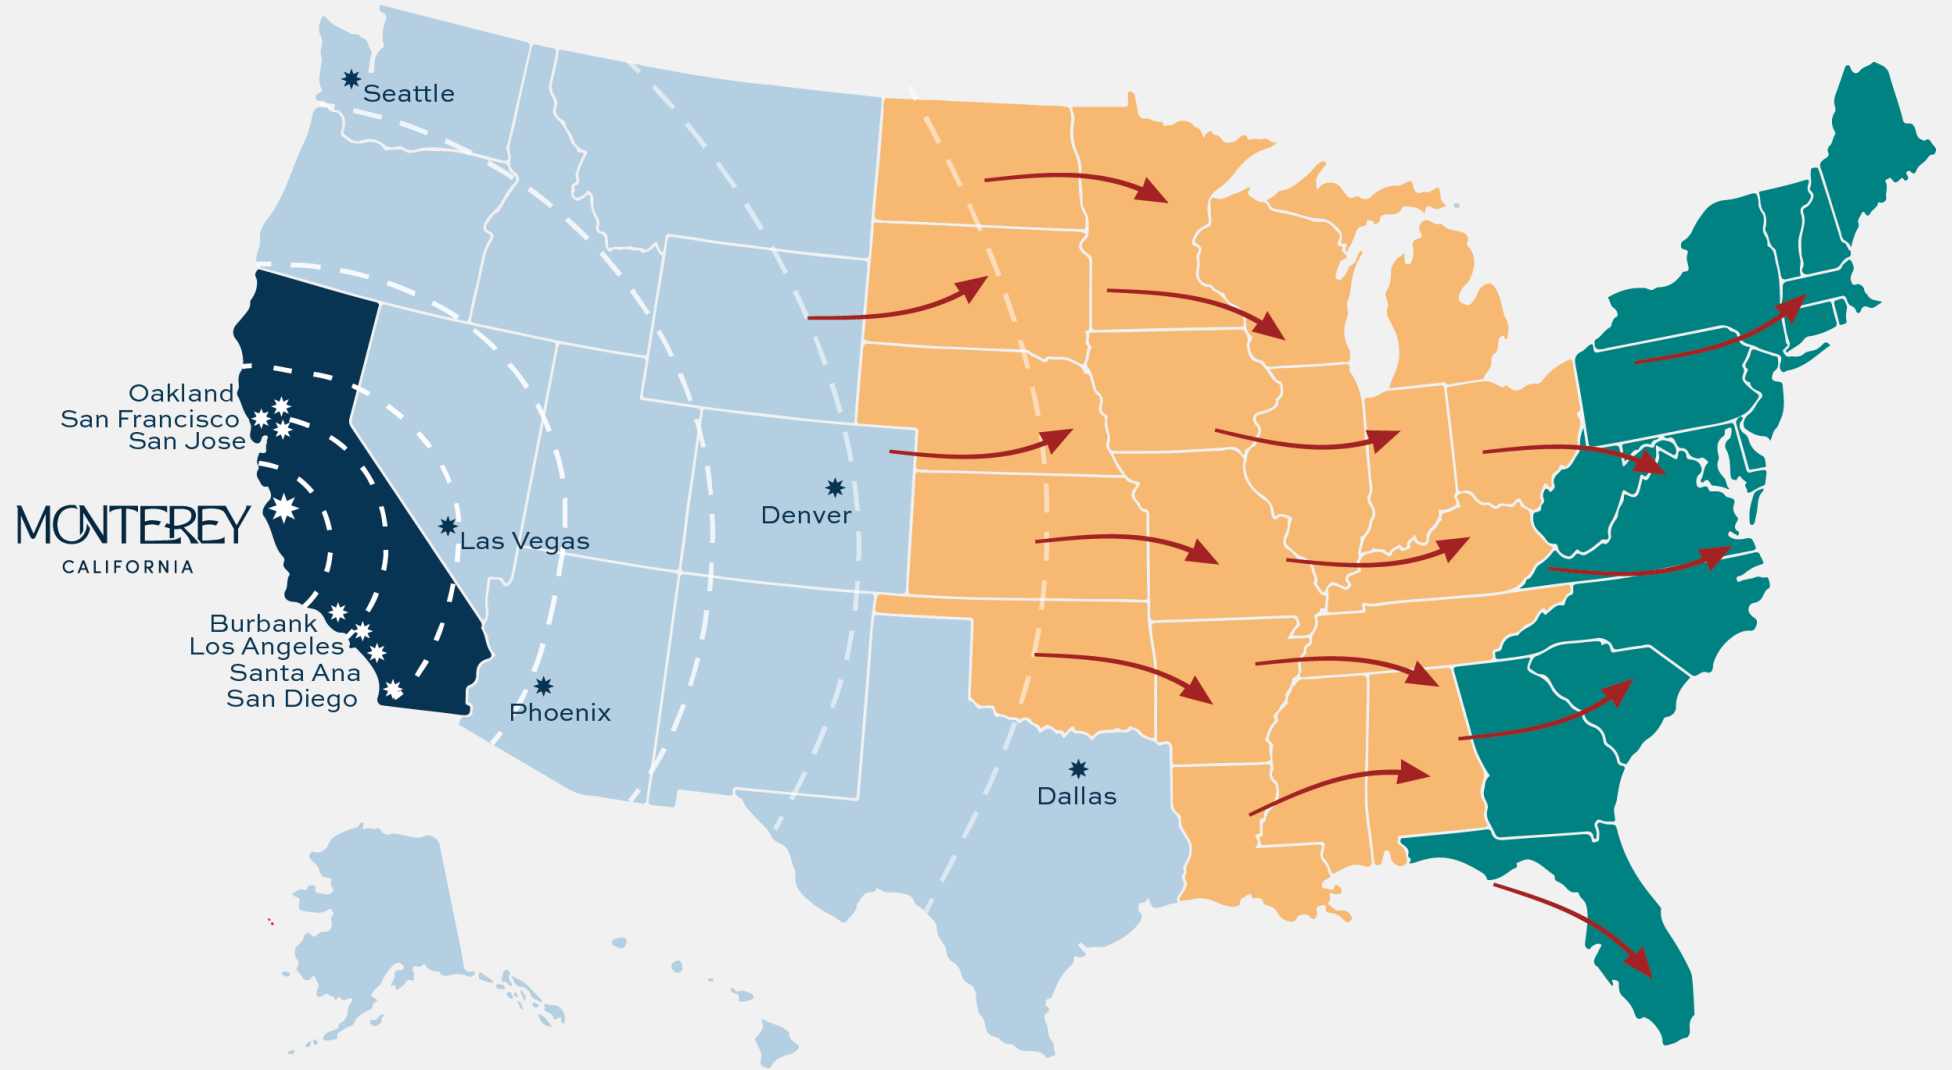 Seattle
Oakland
San Francisco
San Jose
MONTEREY
CALIFORNIA
Las Vegas
Denver
Burbank
Los Angeles
Santa Ana
San Diego
Phoenix
Dallas